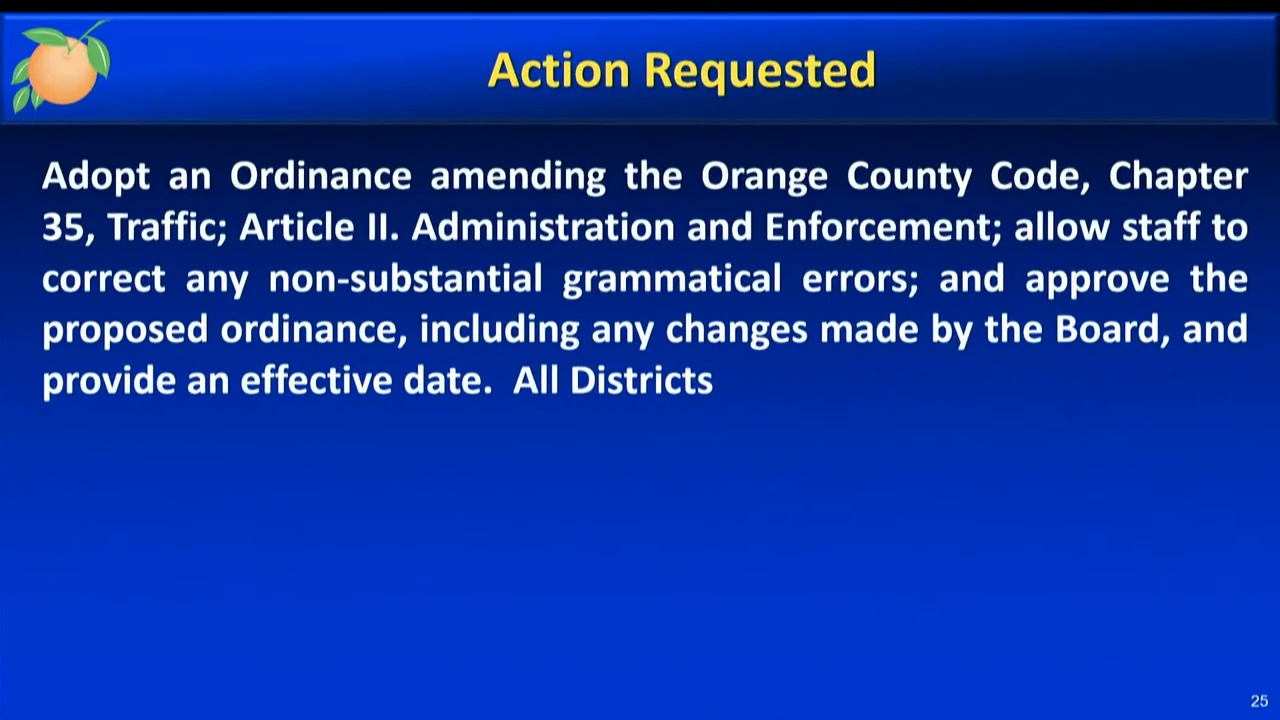 Action Requested
Adopt an Ordinance amending the Orange County Code, Chapter
35, Traffic; Article II. Administration and Enforcement; allow staff to
correct any non-substantial grammatical errors; and approve the
proposed ordinance, including any changes made by the Board, and
provide an effective date.  All Districts
25